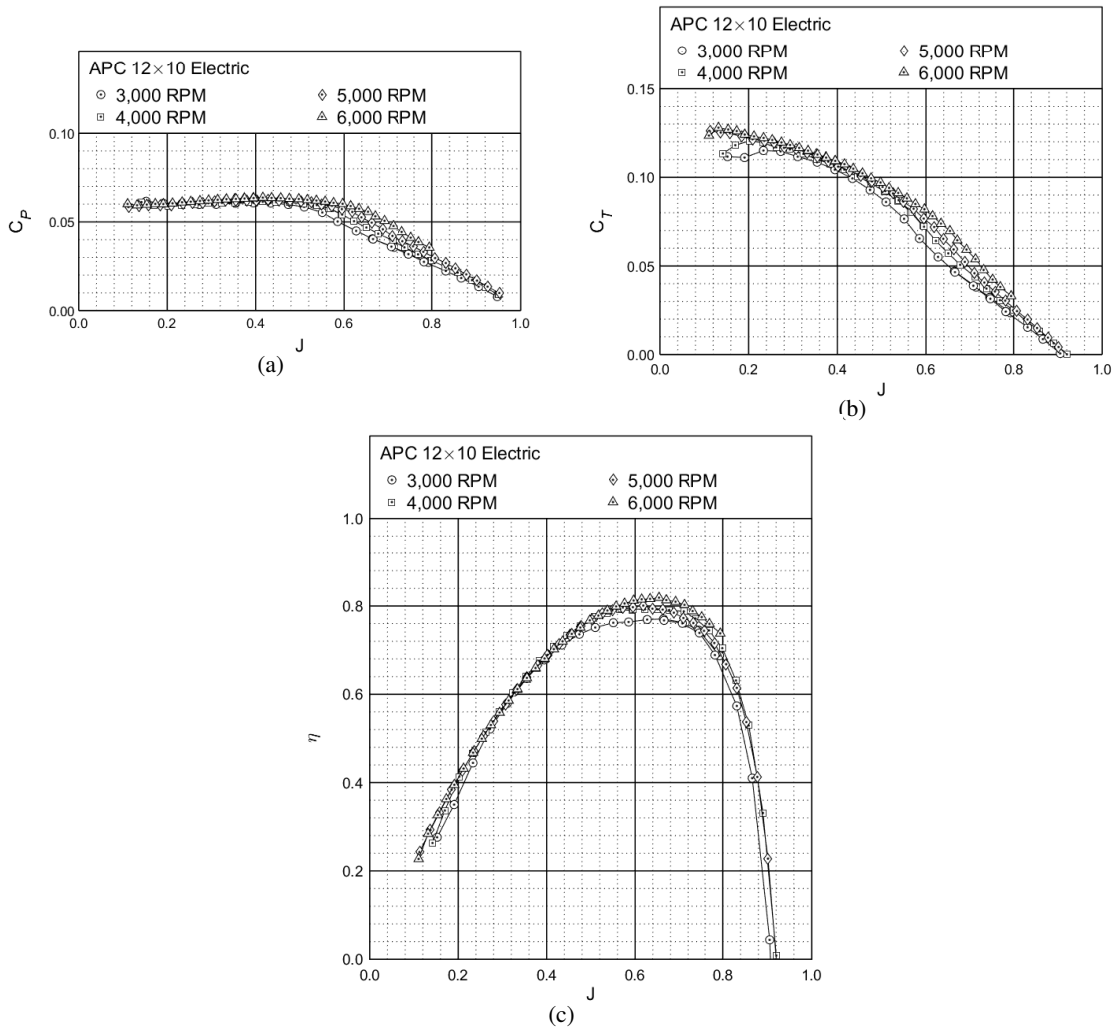 APC 12×10 Electric
3,000 RPM 5,000 RPM
4,000 RPM 6,000 RPM
0.10
0.05
0.00
C_P
0.0 0.2 0.4 0.6 0.8 1.0
J
(a)
APC 12×10 Electric
3,000 RPM 5,000 RPM
4,000 RPM 6,000 RPM
0.15
0.10
0.05
0.00
C_T
0.0 0.2 0.4 0.6 0.8 1.0
J
(b)
APC 12×10 Electric
3,000 RPM 5,000 RPM
4,000 RPM 6,000 RPM
1.0
0.8
0.6
0.4
0.2
0.0
η
0.0 0.2 0.4 0.6 0.8 1.0
J
(c)